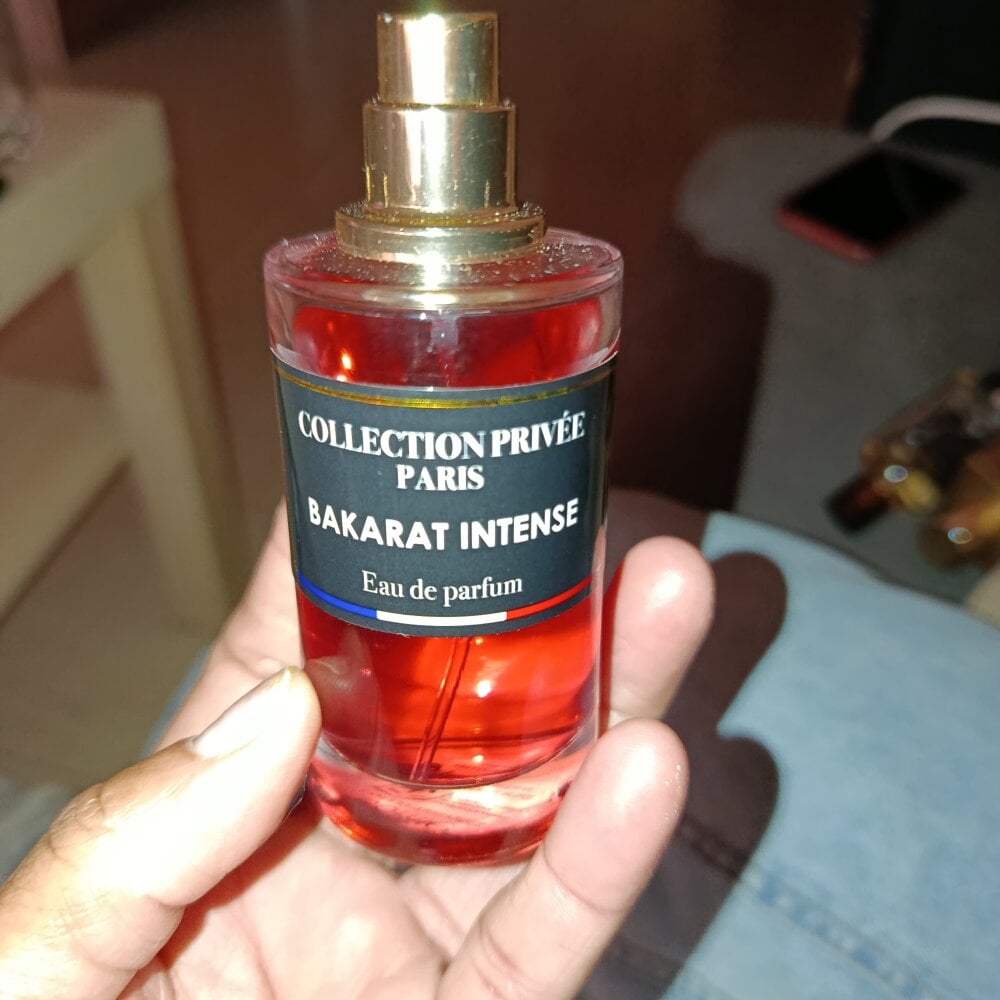 COLLECTION PRIVÉE
PARIS
BAKARAT INTENSE
Eau de parfum